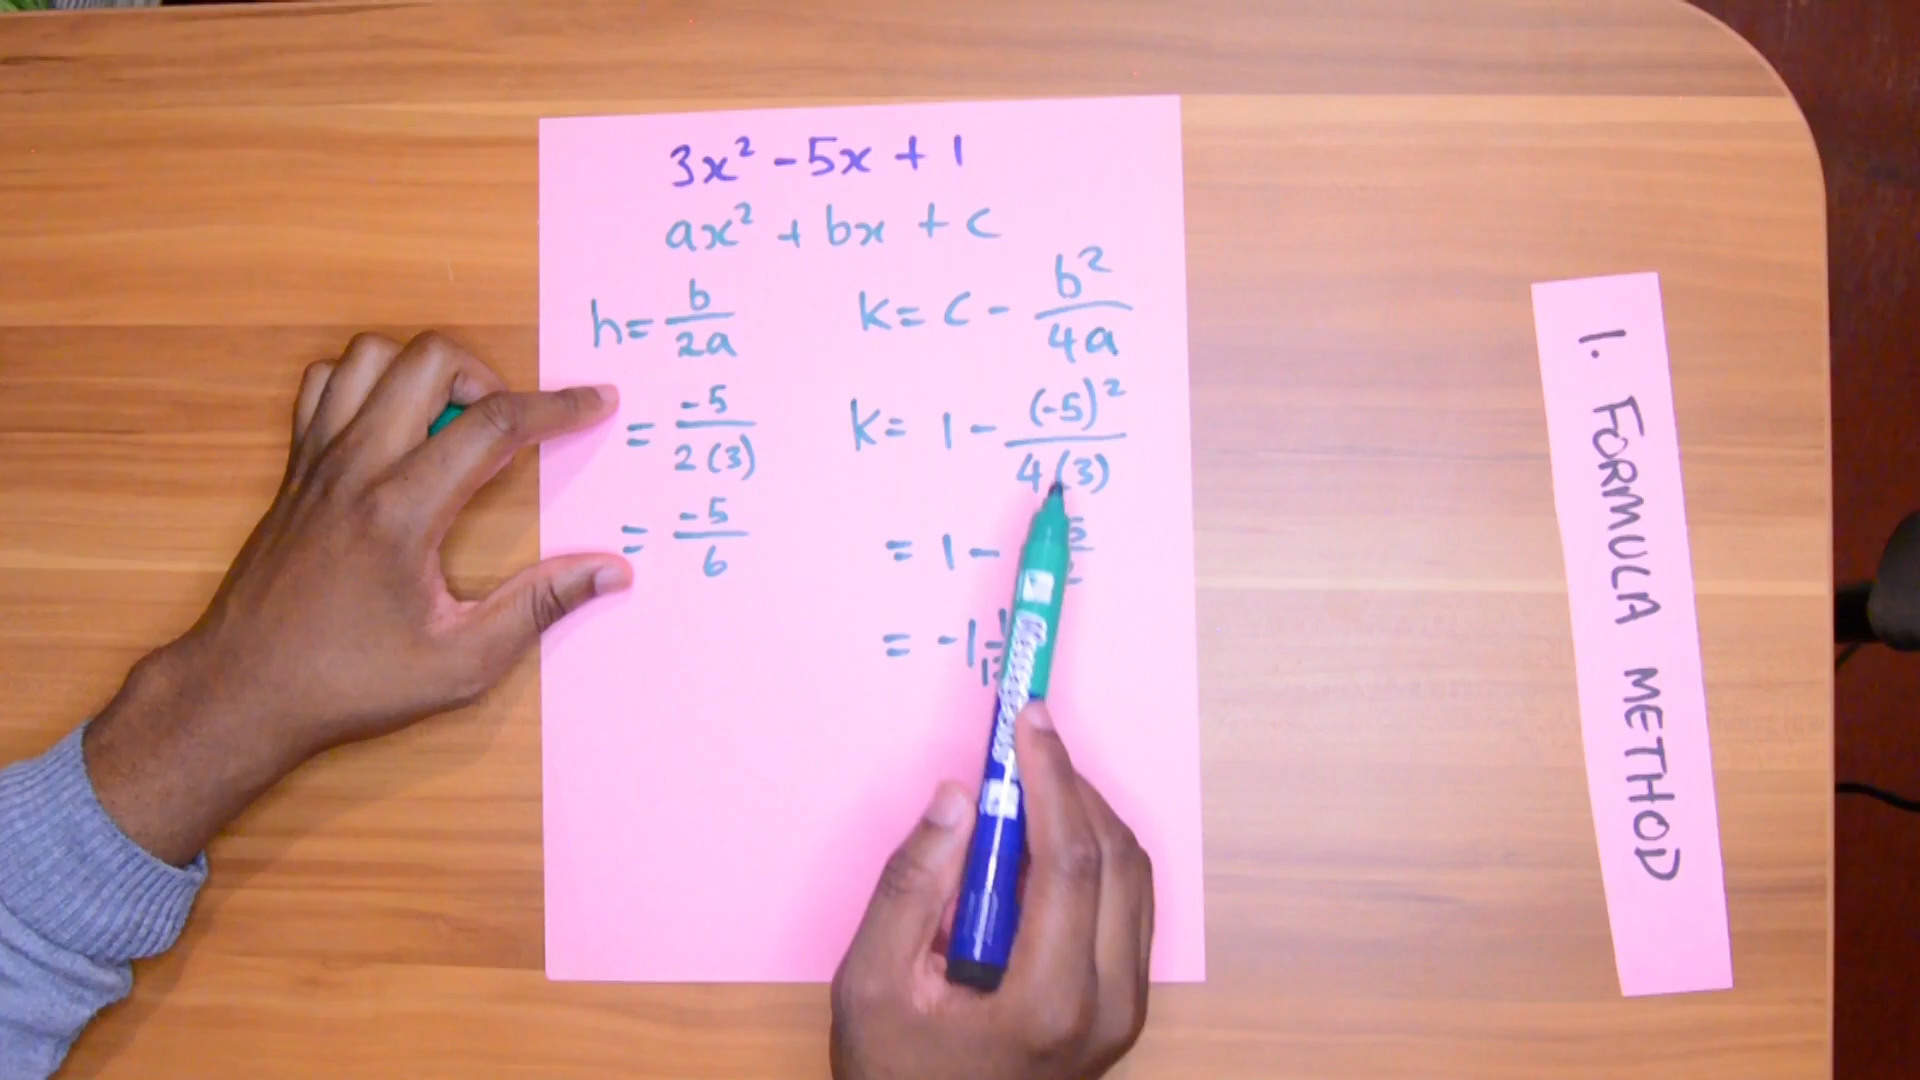 3x² - 5x + 1
ax² + bx + c
h = b/2a
= -5/2(3)
= -5/6
k = c - b²/4a
k = 1 - (-5)²/4(3)
= 1 -
= -1
1. FORMULA METHOD